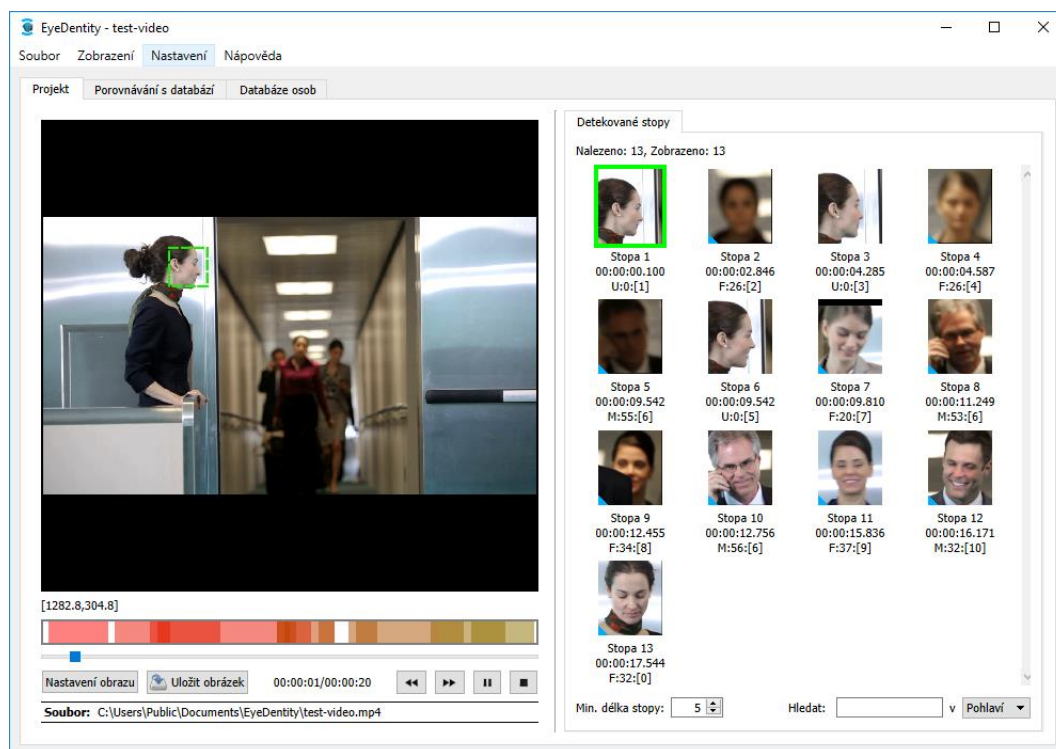 EyeDentity - test-video
Soubor Zobrazení Nastavení Nápověda
Projekt Porovnávání s databází Databáze osob
Detekované stopy
Nalezeno: 13, Zobrazeno: 13
Stopa 1 Stopa 2 Stopa 3 Stopa 4
00:00:00.100 00:00:02.846 00:00:04.285 00:00:04.587
U:0:[1] F:26:[2] U:0:[3] F:26:[4]
Stopa 5 Stopa 6 Stopa 7 Stopa 8
00:00:09.542 00:00:09.542 00:00:09.810 00:00:11.249
M:55:[6] U:0:[5] F:20:[7] M:53:[6]
Stopa 9 Stopa 10 Stopa 11 Stopa 12
00:00:12.455 00:00:12.756 00:00:15.836 00:00:16.171
F:34:[8] M:56:[6] F:37:[9] M:32:[10]
Stopa 13
00:00:17.544
F:32:[0]
[1282.8,304.8]
Nastavení obrazu Uložit obrázek 00:00:01/00:00:20
Soubor: C:\Users\Public\Documents\EyeDentity\test-video.mp4
Min. délka stopy: 5 Hledat: v Pohlaví